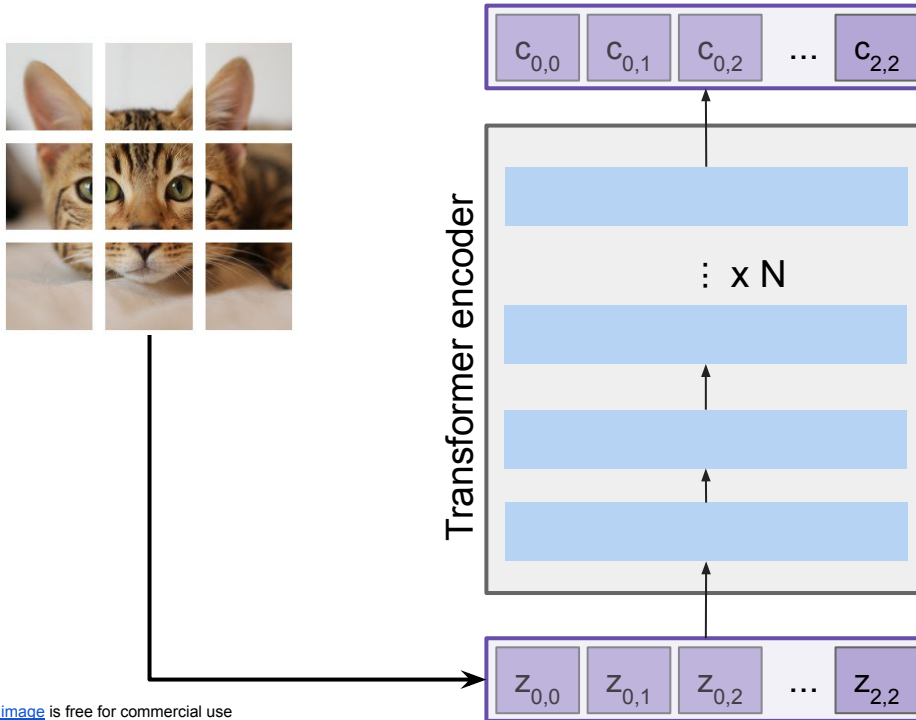 c0,0 c0,1 c0,2 ... c2,2
Transformer encoder
⋮ x N
z0,0 z0,1 z0,2 ... z2,2
image is free for commercial use